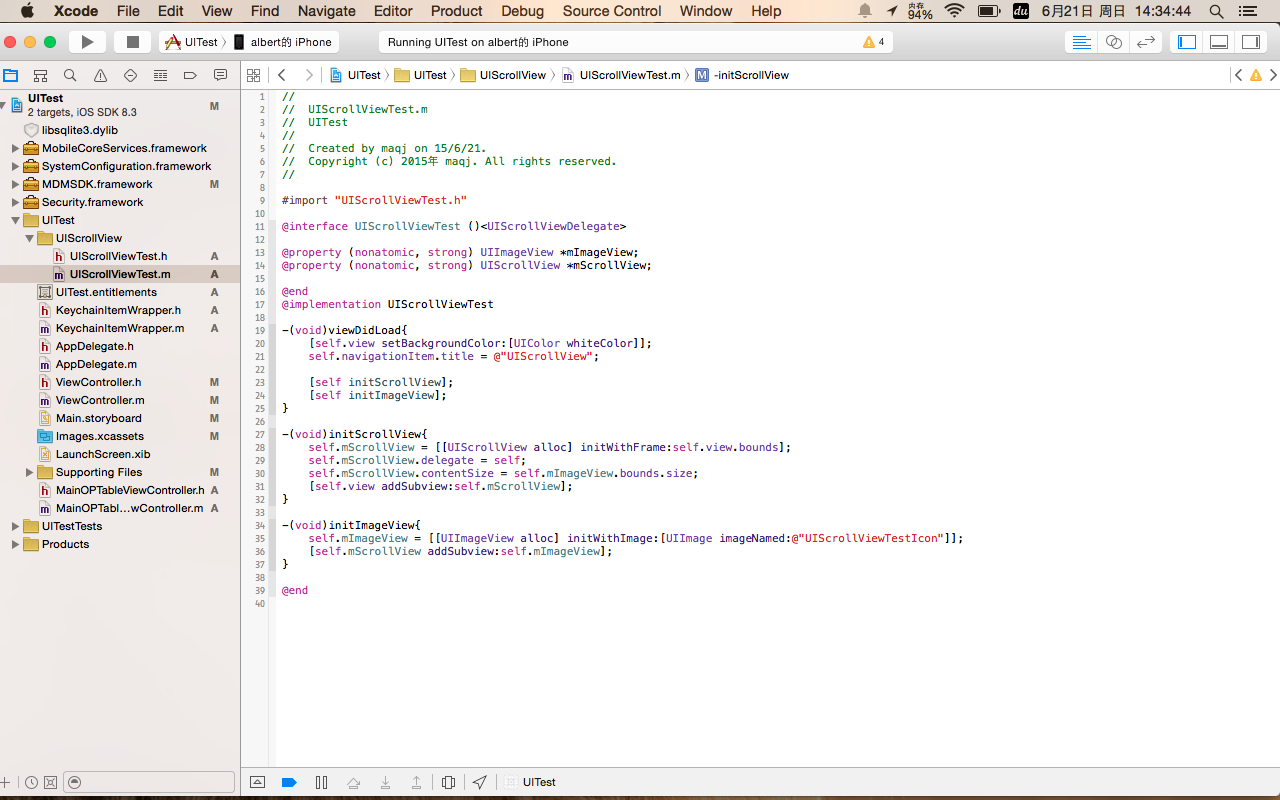 Xcode File Edit View Find Navigate Editor Product Debug Source Control Window Help 内存 94% du 6月21日 周日 14:34:44
UITest 〉 albert的 iPhone Running UITest on albert的 iPhone 4
UITest 〉 UITest 〉 UIScrollView 〉 m UIScrollViewTest.m 〉 M -initScrollView
UITest
2 targets, iOS SDK 8.3 M
libsqlite3.dylib
MobileCoreServices.framework
SystemConfiguration.framework
MDMSDK.framework M
Security.framework
UITest
UIScrollView
h UIScrollViewTest.h A
m UIScrollViewTest.m A
UITest.entitlements A
h KeychainItemWrapper.h A
m KeychainItemWrapper.m A
h AppDelegate.h
m AppDelegate.m
h ViewController.h M
m ViewController.m M
Main.storyboard M
Images.xcassets M
LaunchScreen.xib
Supporting Files M
h MainOPTableViewController.h A
m MainOPTabl...wController.m A
UITestTests
Products
1 //
2 //  UIScrollViewTest.m
3 //  UITest
4 //
5 //  Created by maqj on 15/6/21.
6 //  Copyright (c) 2015年 maqj. All rights reserved.
7 //
8
9 #import "UIScrollViewTest.h"
10
11 @interface UIScrollViewTest ()<UIScrollViewDelegate>
12
13 @property (nonatomic, strong) UIImageView *mImageView;
14 @property (nonatomic, strong) UIScrollView *mScrollView;
15
16 @end
17 @implementation UIScrollViewTest
18
19 -(void)viewDidLoad{
20     [self.view setBackgroundColor:[UIColor whiteColor]];
21     self.navigationItem.title = @"UIScrollView";
22
23     [self initScrollView];
24     [self initImageView];
25 }
26
27 -(void)initScrollView{
28     self.mScrollView = [[UIScrollView alloc] initWithFrame:self.view.bounds];
29     self.mScrollView.delegate = self;
30     self.mScrollView.contentSize = self.mImageView.bounds.size;
31     [self.view addSubview:self.mScrollView];
32 }
33
34 -(void)initImageView{
35     self.mImageView = [[UIImageView alloc] initWithImage:[UIImage imageNamed:@"UIScrollViewTestIcon"]];
36     [self.mScrollView addSubview:self.mImageView];
37 }
38
39 @end
40
UITest